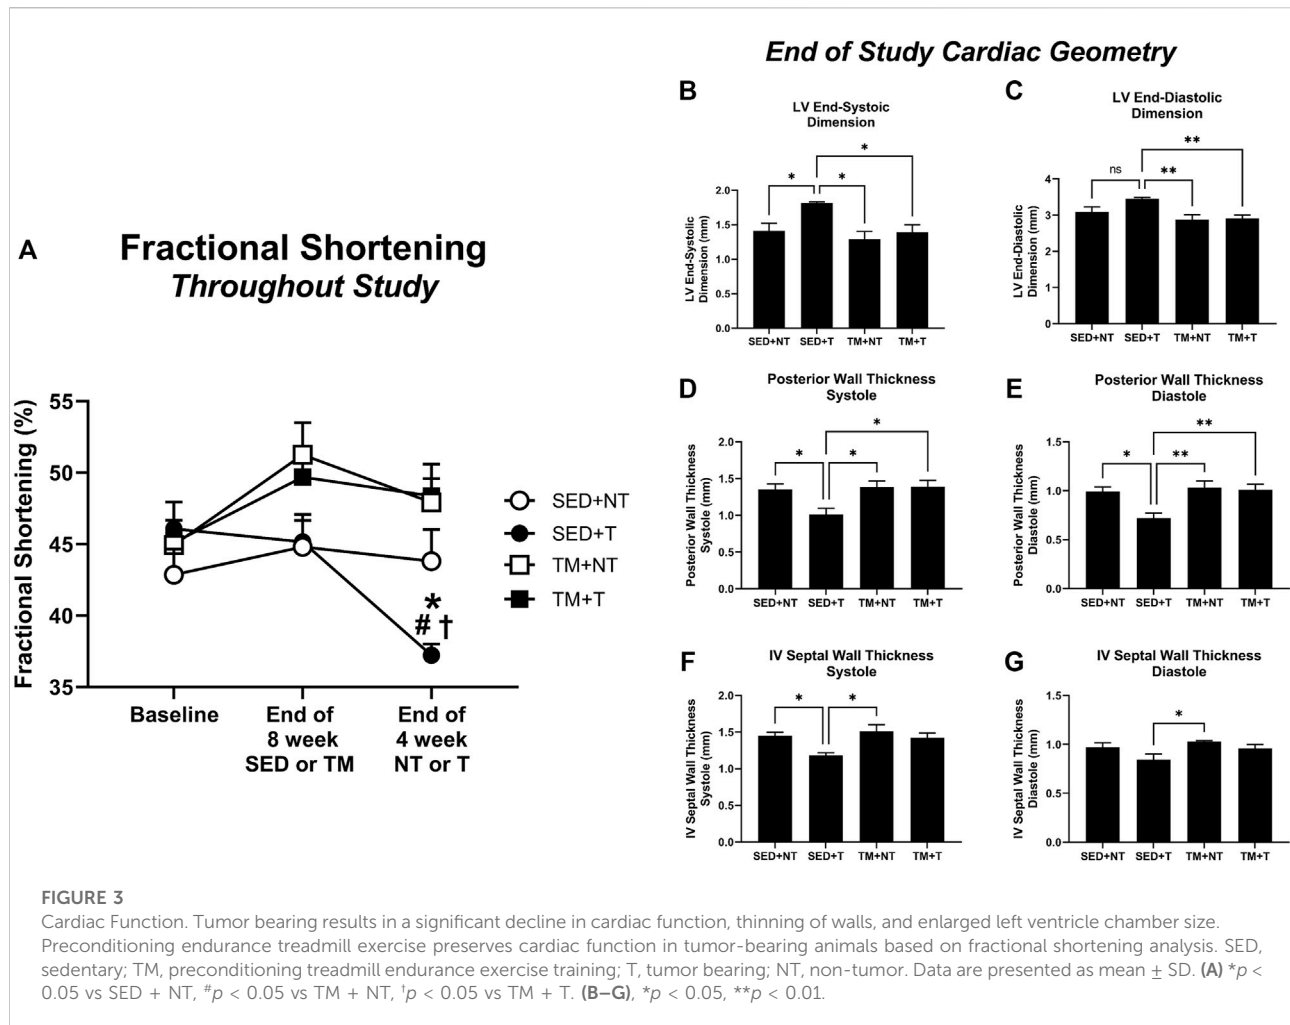 End of Study Cardiac Geometry
A
Fractional Shortening
Throughout Study
Fractional Shortening (%)
55
50
45
40
35
Baseline
End of
8 week
SED or TM
End of
4 week
NT or T
*
# †
SED+NT
SED+T
TM+NT
TM+T
B
LV End-Systoic
Dimension
LV End-Systolic
Dimension (mm)
2.0
1.5
1.0
0.5
0.0
*
*
*
SED+NT SED+T TM+NT TM+T
C
LV End-Diastolic
Dimension
LV End-Diastolic
Dimension (mm)
4
3
2
1
0
**
ns
**
SED+NT SED+T TM+NT TM+T
D
Posterior Wall Thickness
Systole
Posterior Wall Thickness
Systole (mm)
2.0
1.5
1.0
0.5
0.0
*
*
*
SED+NT SED+T TM+NT TM+T
E
Posterior Wall Thickness
Diastole
Posterior Wall Thickness
Diastole (mm)
1.5
1.0
0.5
0.0
**
*
**
SED+NT SED+T TM+NT TM+T
F
IV Septal Wall Thickness
Systole
IV Septal Wall Thickness
Systole (mm)
2.0
1.5
1.0
0.5
0.0
*
*
SED+NT SED+T TM+NT TM+T
G
IV Septal Wall Thickness
Diastole
IV Septal Wall Thickness
Diastole (mm)
1.5
1.0
0.5
0.0
*
SED+NT SED+T TM+NT TM+T
FIGURE 3
Cardiac Function. Tumor bearing results in a significant decline in cardiac function, thinning of walls, and enlarged left ventricle chamber size.
Preconditioning endurance treadmill exercise preserves cardiac function in tumor-bearing animals based on fractional shortening analysis. SED,
sedentary; TM, preconditioning treadmill endurance exercise training; T, tumor bearing; NT, non-tumor. Data are presented as mean ± SD. (A) *p <
0.05 vs SED + NT, #p < 0.05 vs TM + NT, †p < 0.05 vs TM + T. (B–G), *p < 0.05, **p < 0.01.